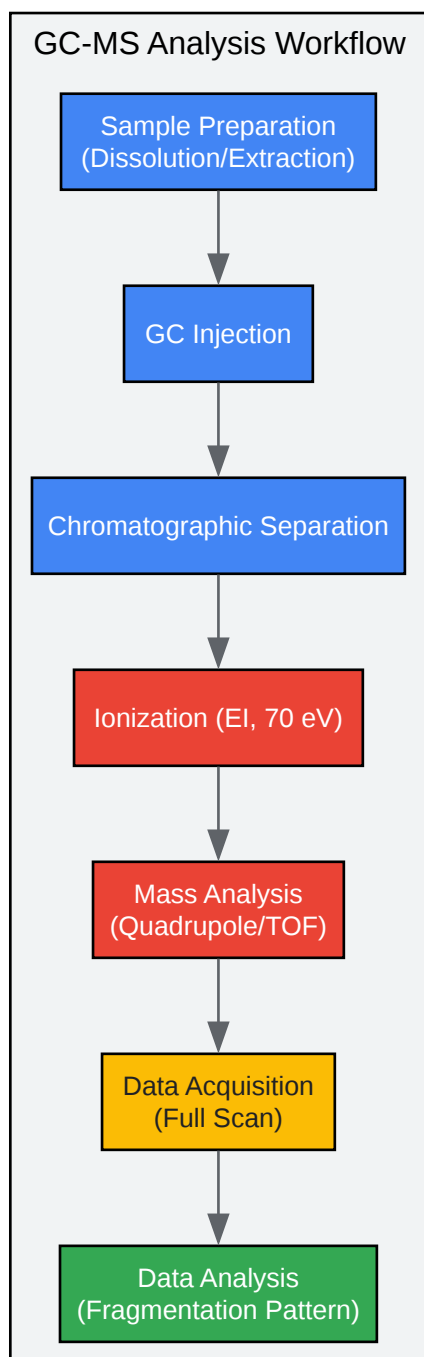 GC-MS Analysis Workflow
Sample Preparation
(Dissolution/Extraction)
GC Injection
Chromatographic Separation
Ionization (EI, 70 eV)
Mass Analysis
(Quadrupole/TOF)
Data Acquisition
(Full Scan)
Data Analysis
(Fragmentation Pattern)